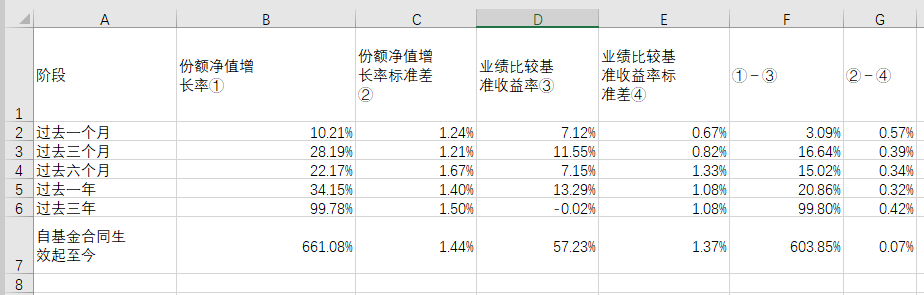 A B C D E F G
1 阶段 份额净值增长率① 份额净值增长率标准差② 业绩比较基准收益率③ 业绩比较基准收益率标准差④ ①-③ ②-④
2 过去一个月 10.21% 1.24% 7.12% 0.67% 3.09% 0.57%
3 过去三个月 28.19% 1.21% 11.55% 0.82% 16.64% 0.39%
4 过去六个月 22.17% 1.67% 7.15% 1.33% 15.02% 0.34%
5 过去一年 34.15% 1.40% 13.29% 1.08% 20.86% 0.32%
6 过去三年 99.78% 1.50% -0.02% 1.08% 99.80% 0.42%
7 自基金合同生效起至今 661.08% 1.44% 57.23% 1.37% 603.85% 0.07%
8